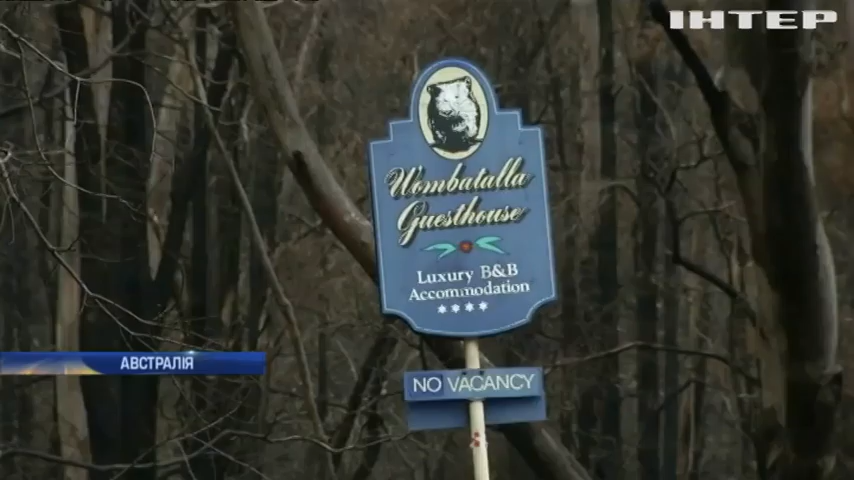 ІНТЕР
Wombatalla
Guesthouse
Luxury B&B
Accommodation
****
АВСТРАЛІЯ
NO VACANCY